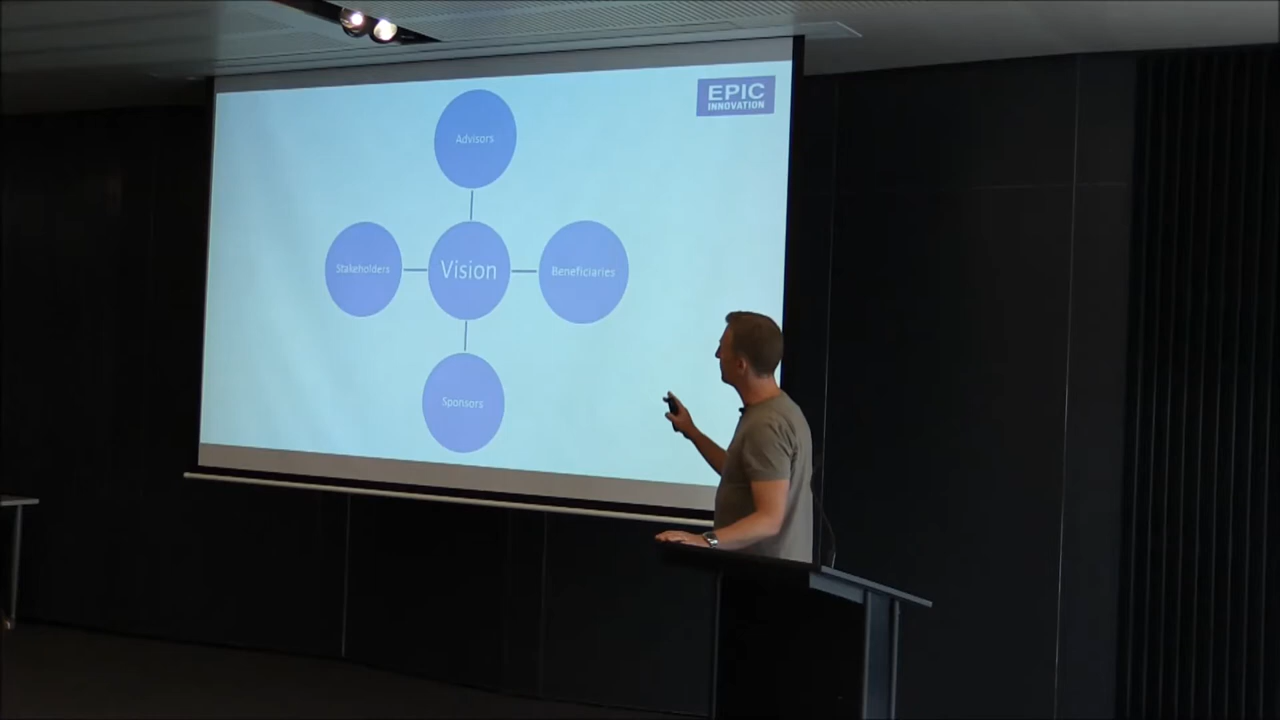 EPIC
INNOVATION
Advisors
Stakeholders
Vision
Beneficiaries
Sponsors